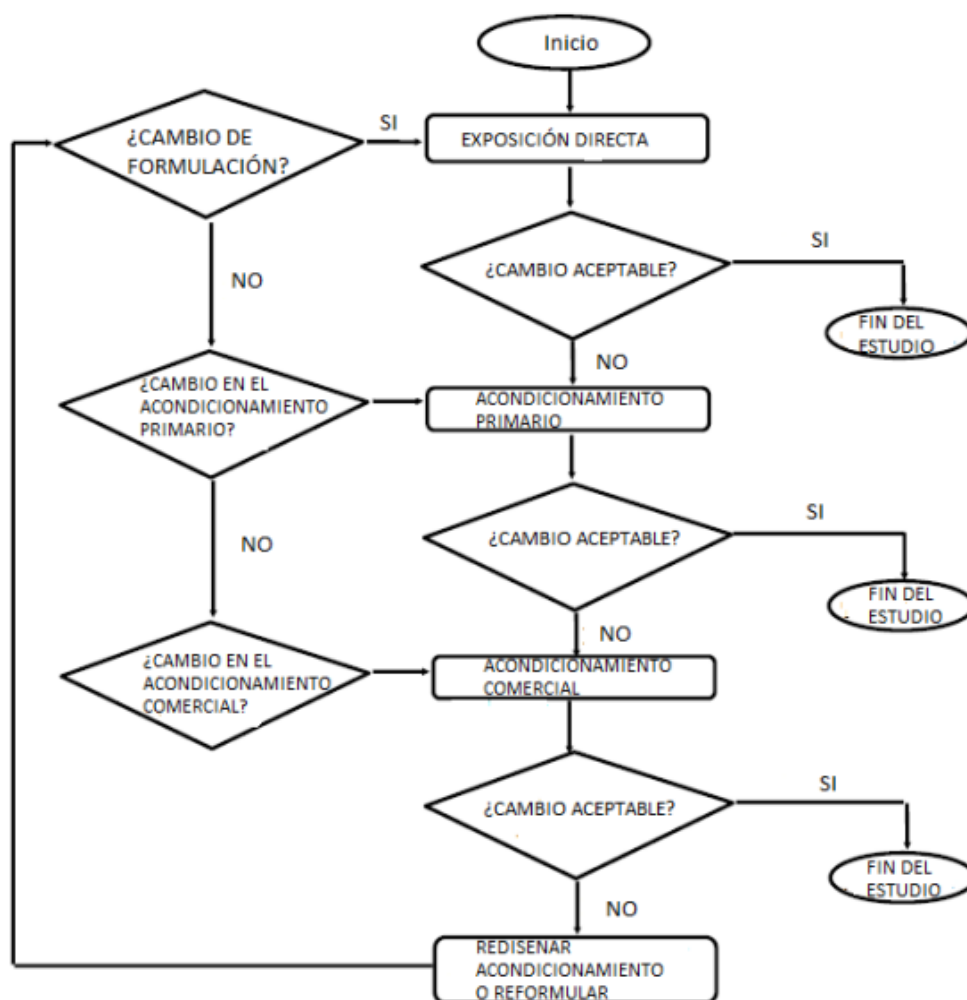 Inicio
¿CAMBIO DE
FORMULACIÓN?
SI
EXPOSICIÓN DIRECTA
¿CAMBIO ACEPTABLE?
SI
FIN DEL
ESTUDIO
NO
NO
¿CAMBIO EN EL
ACONDICIONAMIENTO
PRIMARIO?
ACONDICIONAMIENTO
PRIMARIO
¿CAMBIO ACEPTABLE?
SI
FIN DEL
ESTUDIO
NO
NO
¿CAMBIO EN EL
ACONDICIONAMIENTO
COMERCIAL?
ACONDICIONAMIENTO
COMERCIAL
¿CAMBIO ACEPTABLE?
SI
FIN DEL
ESTUDIO
NO
REDISENAR
ACONDICIONAMIENTO
O REFORMULAR